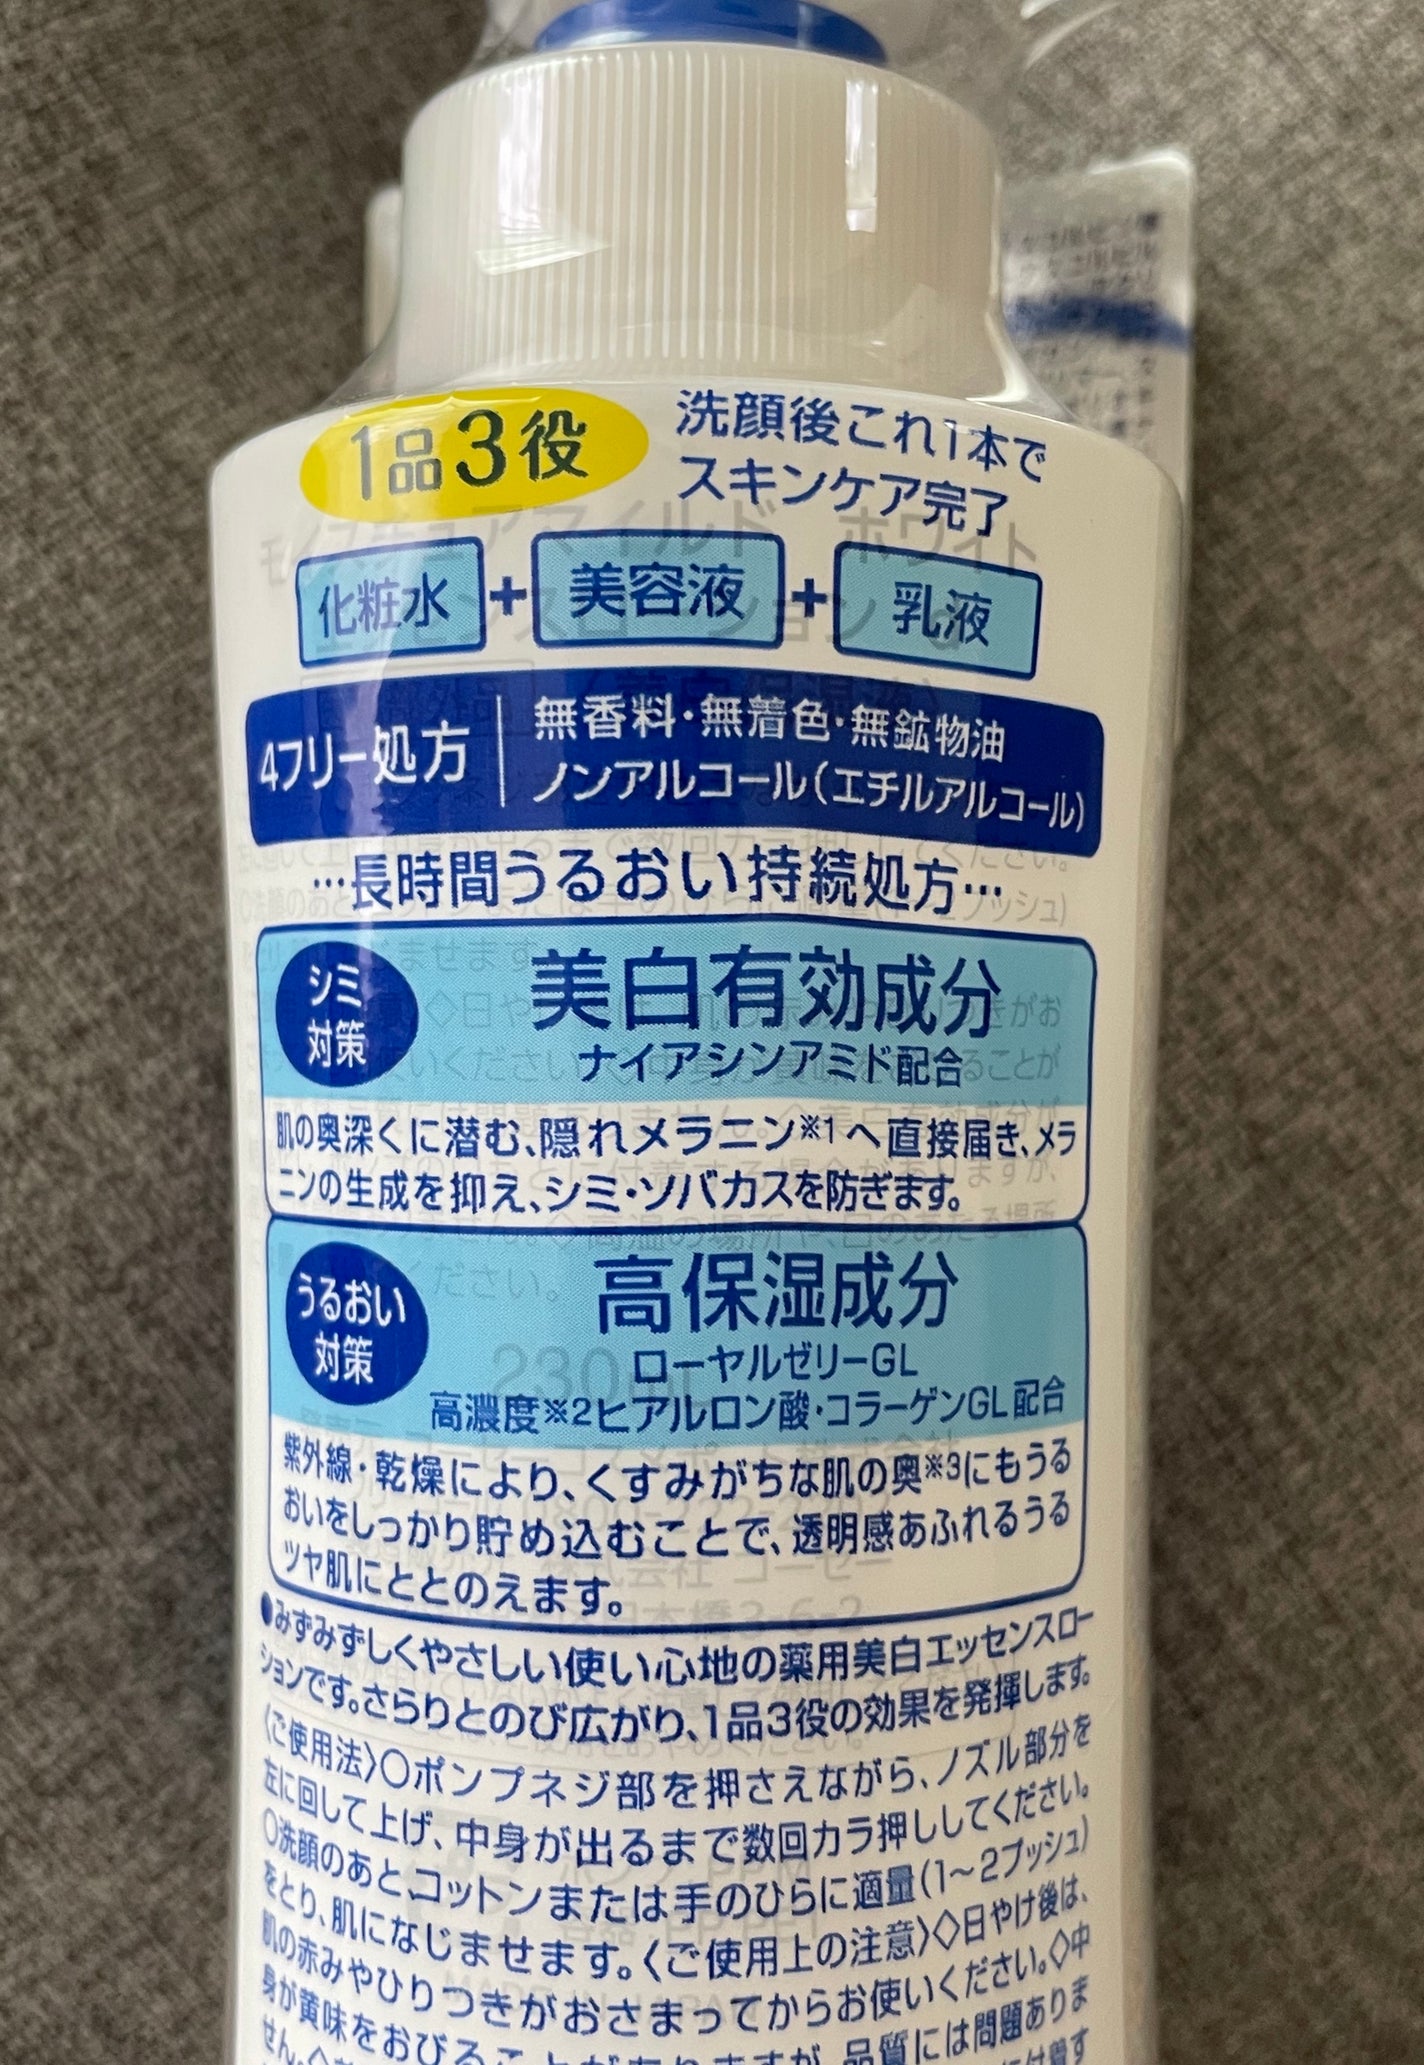 1品3役
洗顔後これ1本で
スキンケア完了
化粧水+美容液+乳液
4フリー処方
無香料・無着色・無鉱物油
ノンアルコール(エチルアルコール)
…長時間うるおい持続処方…
シミ
対策
美白有効成分
ナイアシンアミド配合
肌の奥深くに潜む、隠れメラニン※1へ直接届き、メラ
ニンの生成を抑え、シミ・ソバカスを防ぎます。
うるおい
対策
高保湿成分
ローヤルゼリーGL
高濃度※2ヒアルロン酸・コラーゲンGL配合
紫外線・乾燥により、くすみがちな肌の奥※3にもうる
おいをしっかり貯め込むことで、透明感あふれるうる
ツヤ肌にととのえます。
●みずみずしくやさしい使い心地の薬用美白エッセンスロー
ションです。さらりとのび広がり、1品3役の効果を発揮します。
〈ご使用法〉○ポンプネジ部を押さえながら、ノズル部分を
左に回して上げ、中身が出るまで数回カラ押ししてください。
○洗顔のあと、コットンまたは手のひらに適量(1~2プッシュ)
をとり、肌になじませます。〈ご使用上の注意〉◇日やけ後は、
肌の赤みやひりつきがおさまってからお使いください。◇中
身が黄味をおびることがありますが、品質には問題ありま
せん。